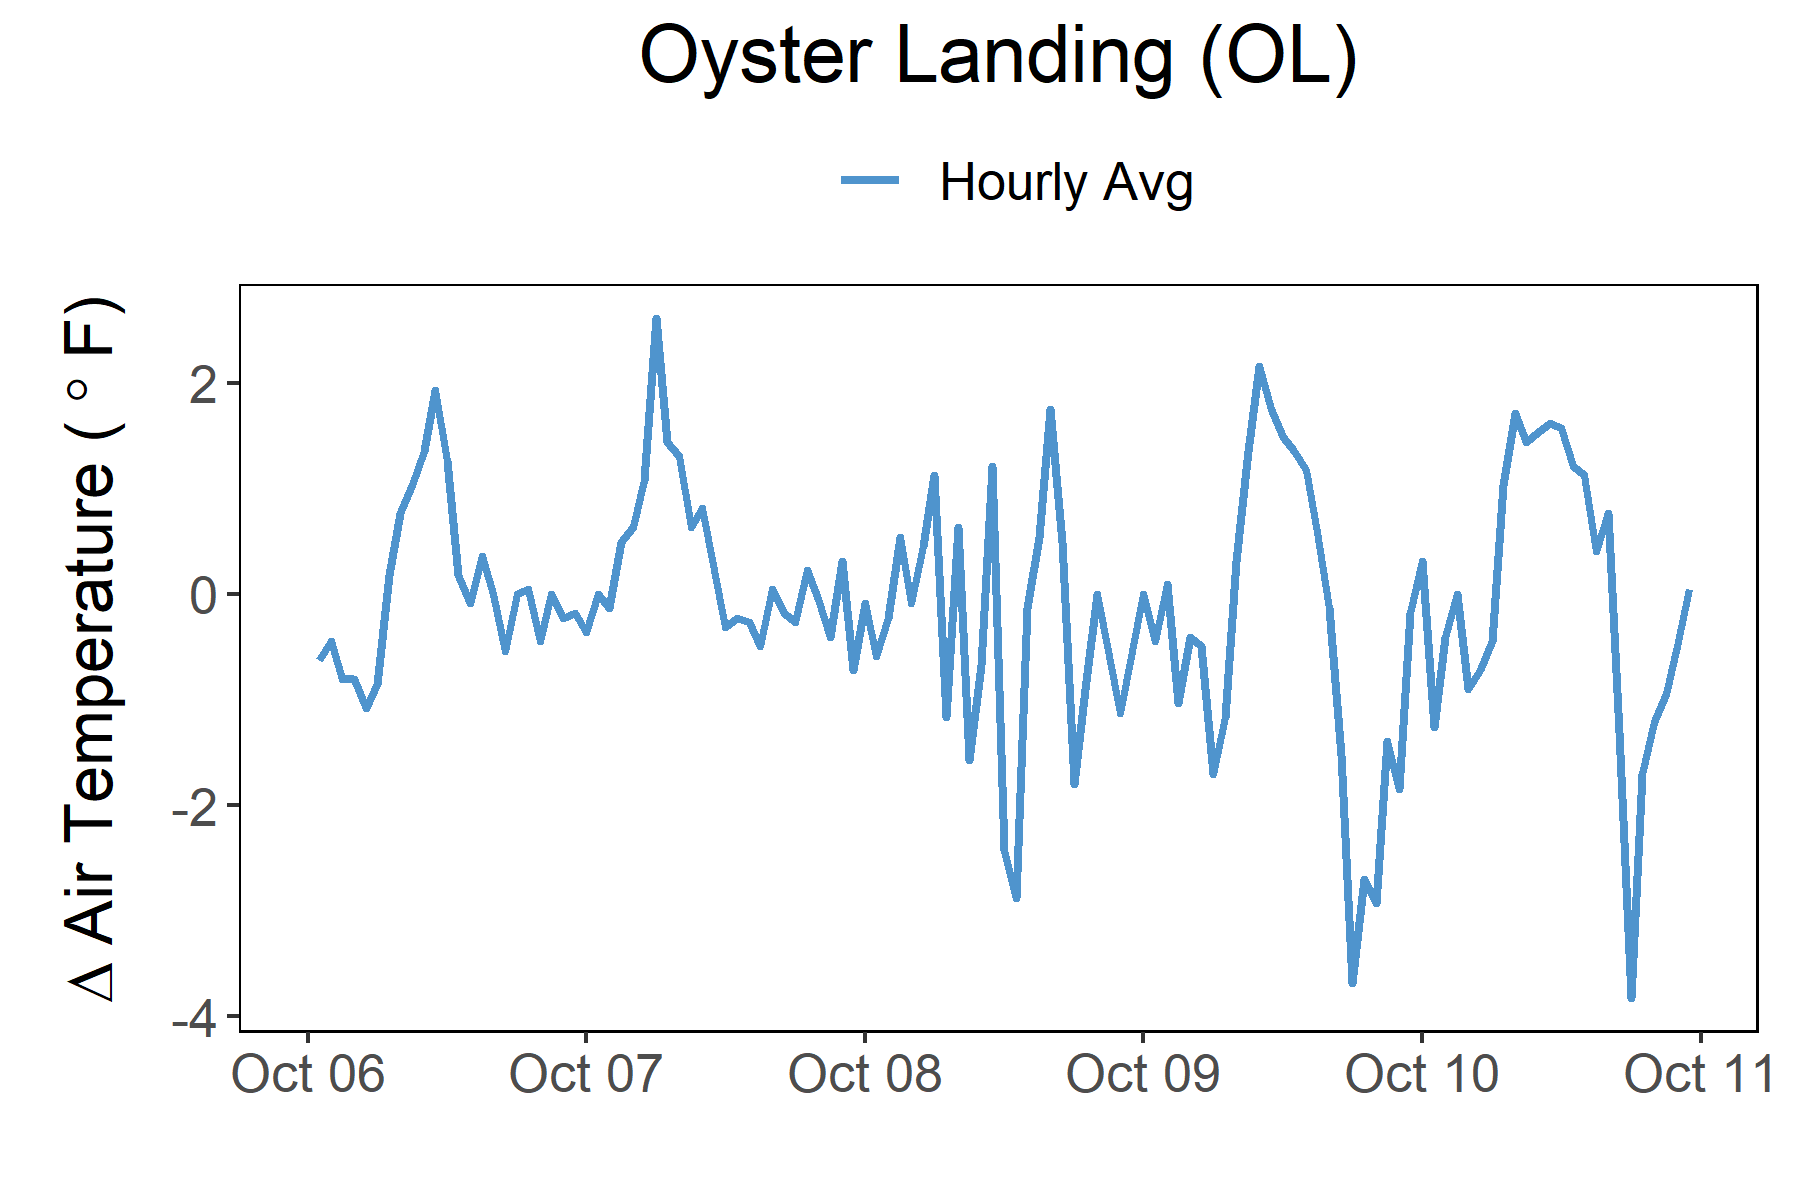 Oyster Landing (OL)
Hourly Avg
Δ Air Temperature ( ° F)
2
0
-2
-4
Oct 06 Oct 07 Oct 08 Oct 09 Oct 10 Oct 11